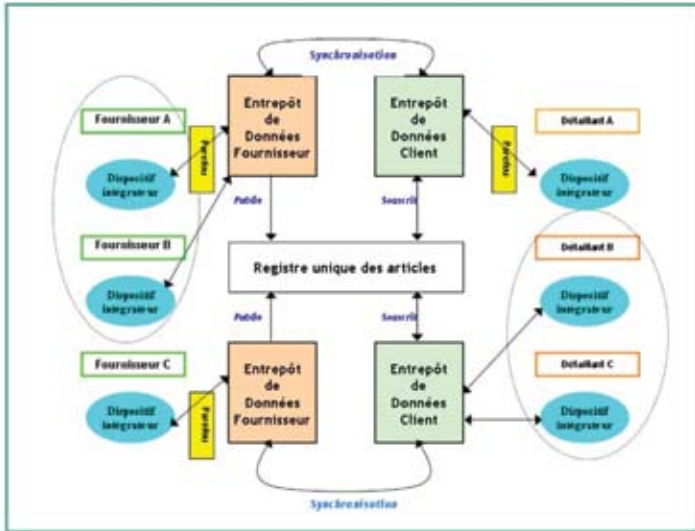 Synchronisation
Fournisseur A
Dispositif
intégrateur
Entrepôt
de
Données
Fournisseur
Entrepôt
de
Données
Client
Détaillant A
Dispositif
intégrateur
Publie
Souscrit
Fournisseur B
Dispositif
intégrateur
Registre unique des articles
Détaillant B
Dispositif
intégrateur
Publie
Souscrit
Fournisseur C
Dispositif
intégrateur
Entrepôt
de
Données
Fournisseur
Entrepôt
de
Données
Client
Détaillant C
Dispositif
intégrateur
Synchronisation